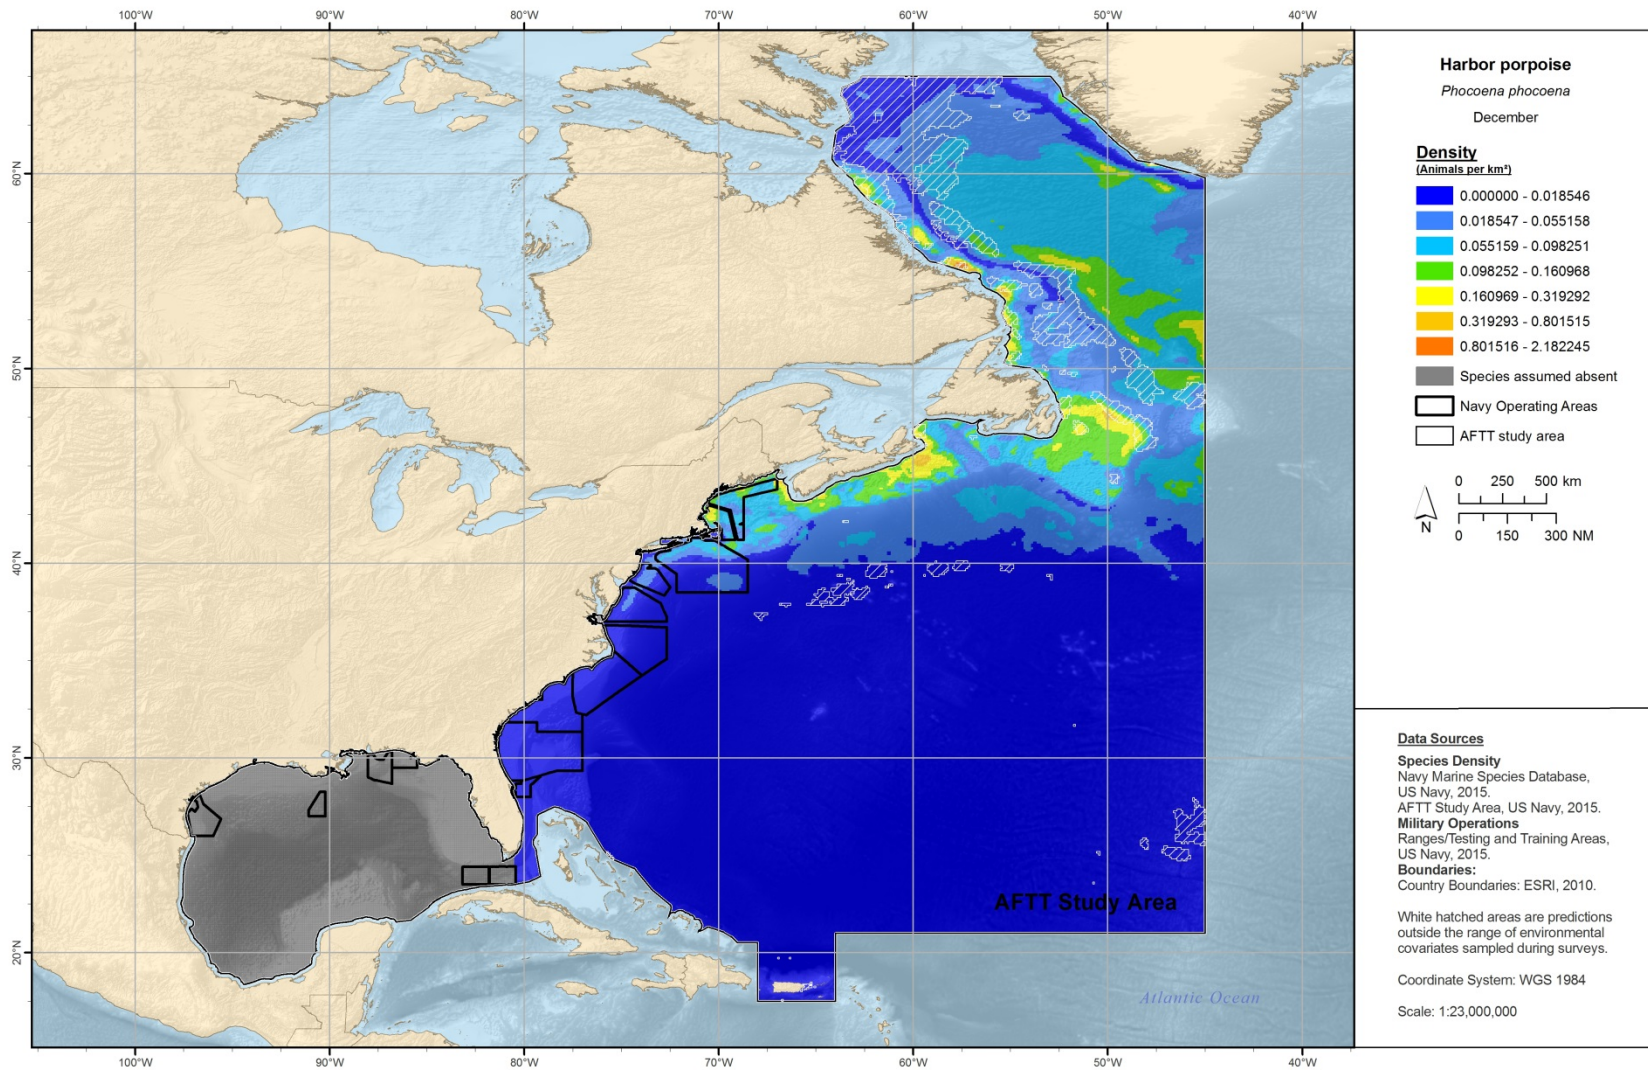 100°W 90°W 80°W 70°W 60°W 50°W 40°W
60°N
50°N
40°N
30°N
20°N
60°N
50°N
40°N
30°N
20°N
AFTT Study Area
Atlantic Ocean
100°W 90°W 80°W 70°W 60°W 50°W 40°W
Harbor porpoise
Phocoena phocoena
December
Density
(Animals per km²)
0.000000 - 0.018546
0.018547 - 0.055158
0.055159 - 0.098251
0.098252 - 0.160968
0.160969 - 0.319292
0.319293 - 0.801515
0.801516 - 2.182245
Species assumed absent
Navy Operating Areas
AFTT study area
N
0 250 500 km
0 150 300 NM
Data Sources
Species Density
Navy Marine Species Database,
US Navy, 2015.
AFTT Study Area, US Navy, 2015.
Military Operations
Ranges/Testing and Training Areas,
US Navy, 2015.
Boundaries:
Country Boundaries: ESRI, 2010.
White hatched areas are predictions
outside the range of environmental
covariates sampled during surveys.
Coordinate System: WGS 1984
Scale: 1:23,000,000